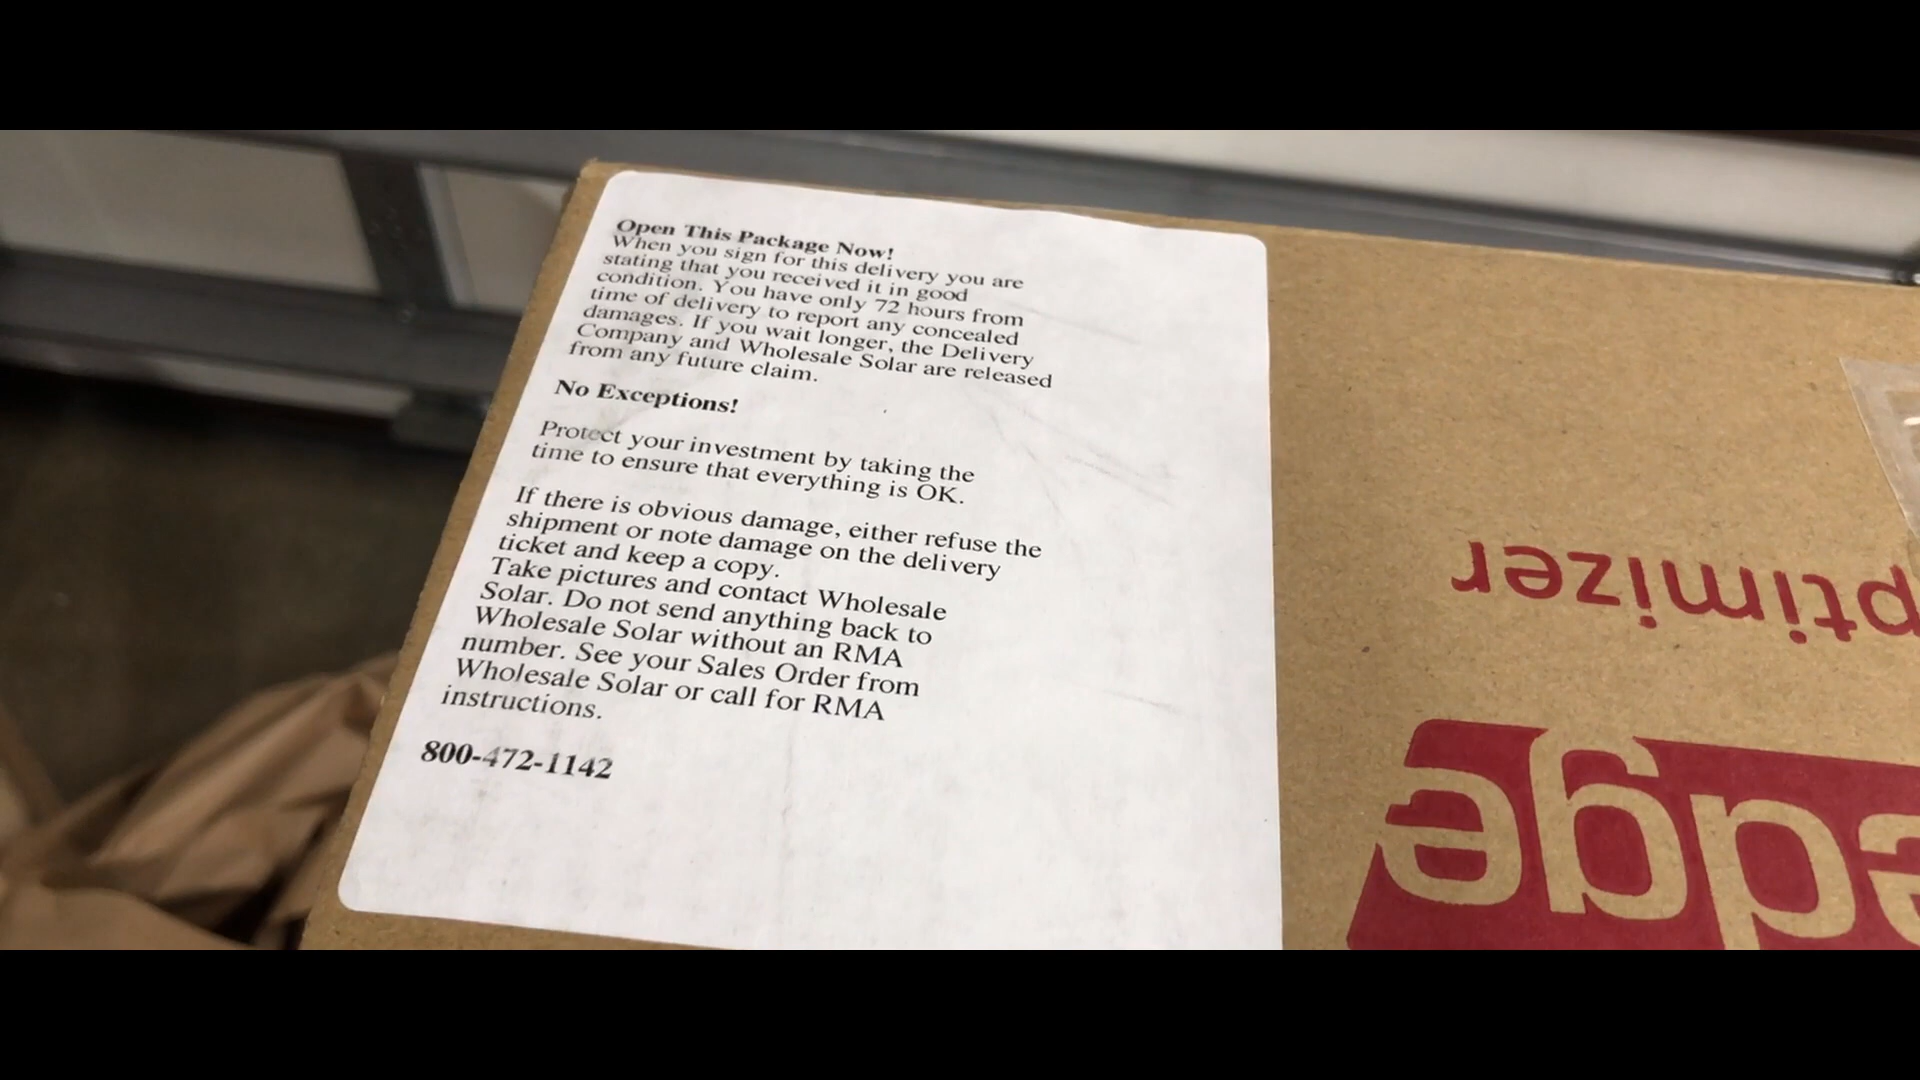 Open This Package Now!
When you sign for this delivery you are
stating that you received it in good
condition. You have only 72 hours from
time of delivery to report any concealed
damages. If you wait longer, the Delivery
Company and Wholesale Solar are released
from any future claim.
No Exceptions!
Protect your investment by taking the
time to ensure that everything is OK.
If there is obvious damage, either refuse the
shipment or note damage on the delivery
ticket and keep a copy.
Take pictures and contact Wholesale
Solar. Do not send anything back to
Wholesale Solar without an RMA
number. See your Sales Order from
Wholesale Solar or call for RMA
instructions.
800-472-1142
ptimizer
edge